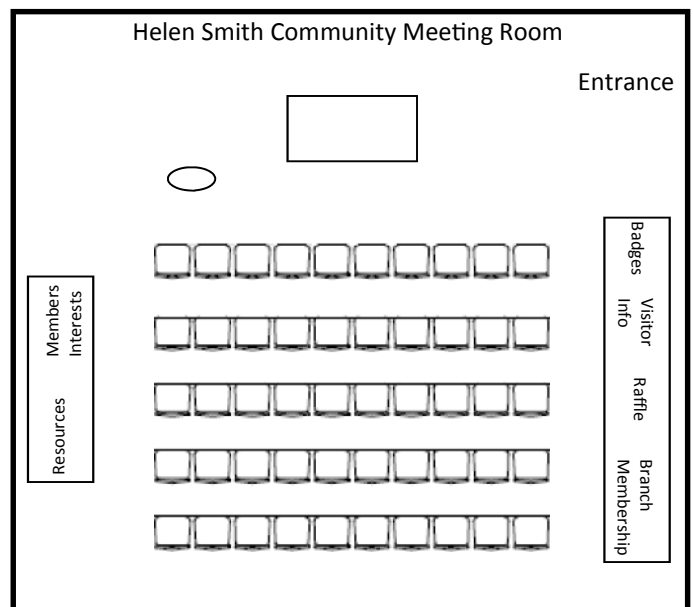 Helen Smith Community Meeting Room
Entrance
Badges
Visitor
Info
Raffle
Branch
Membership
Members
Interests
Resources